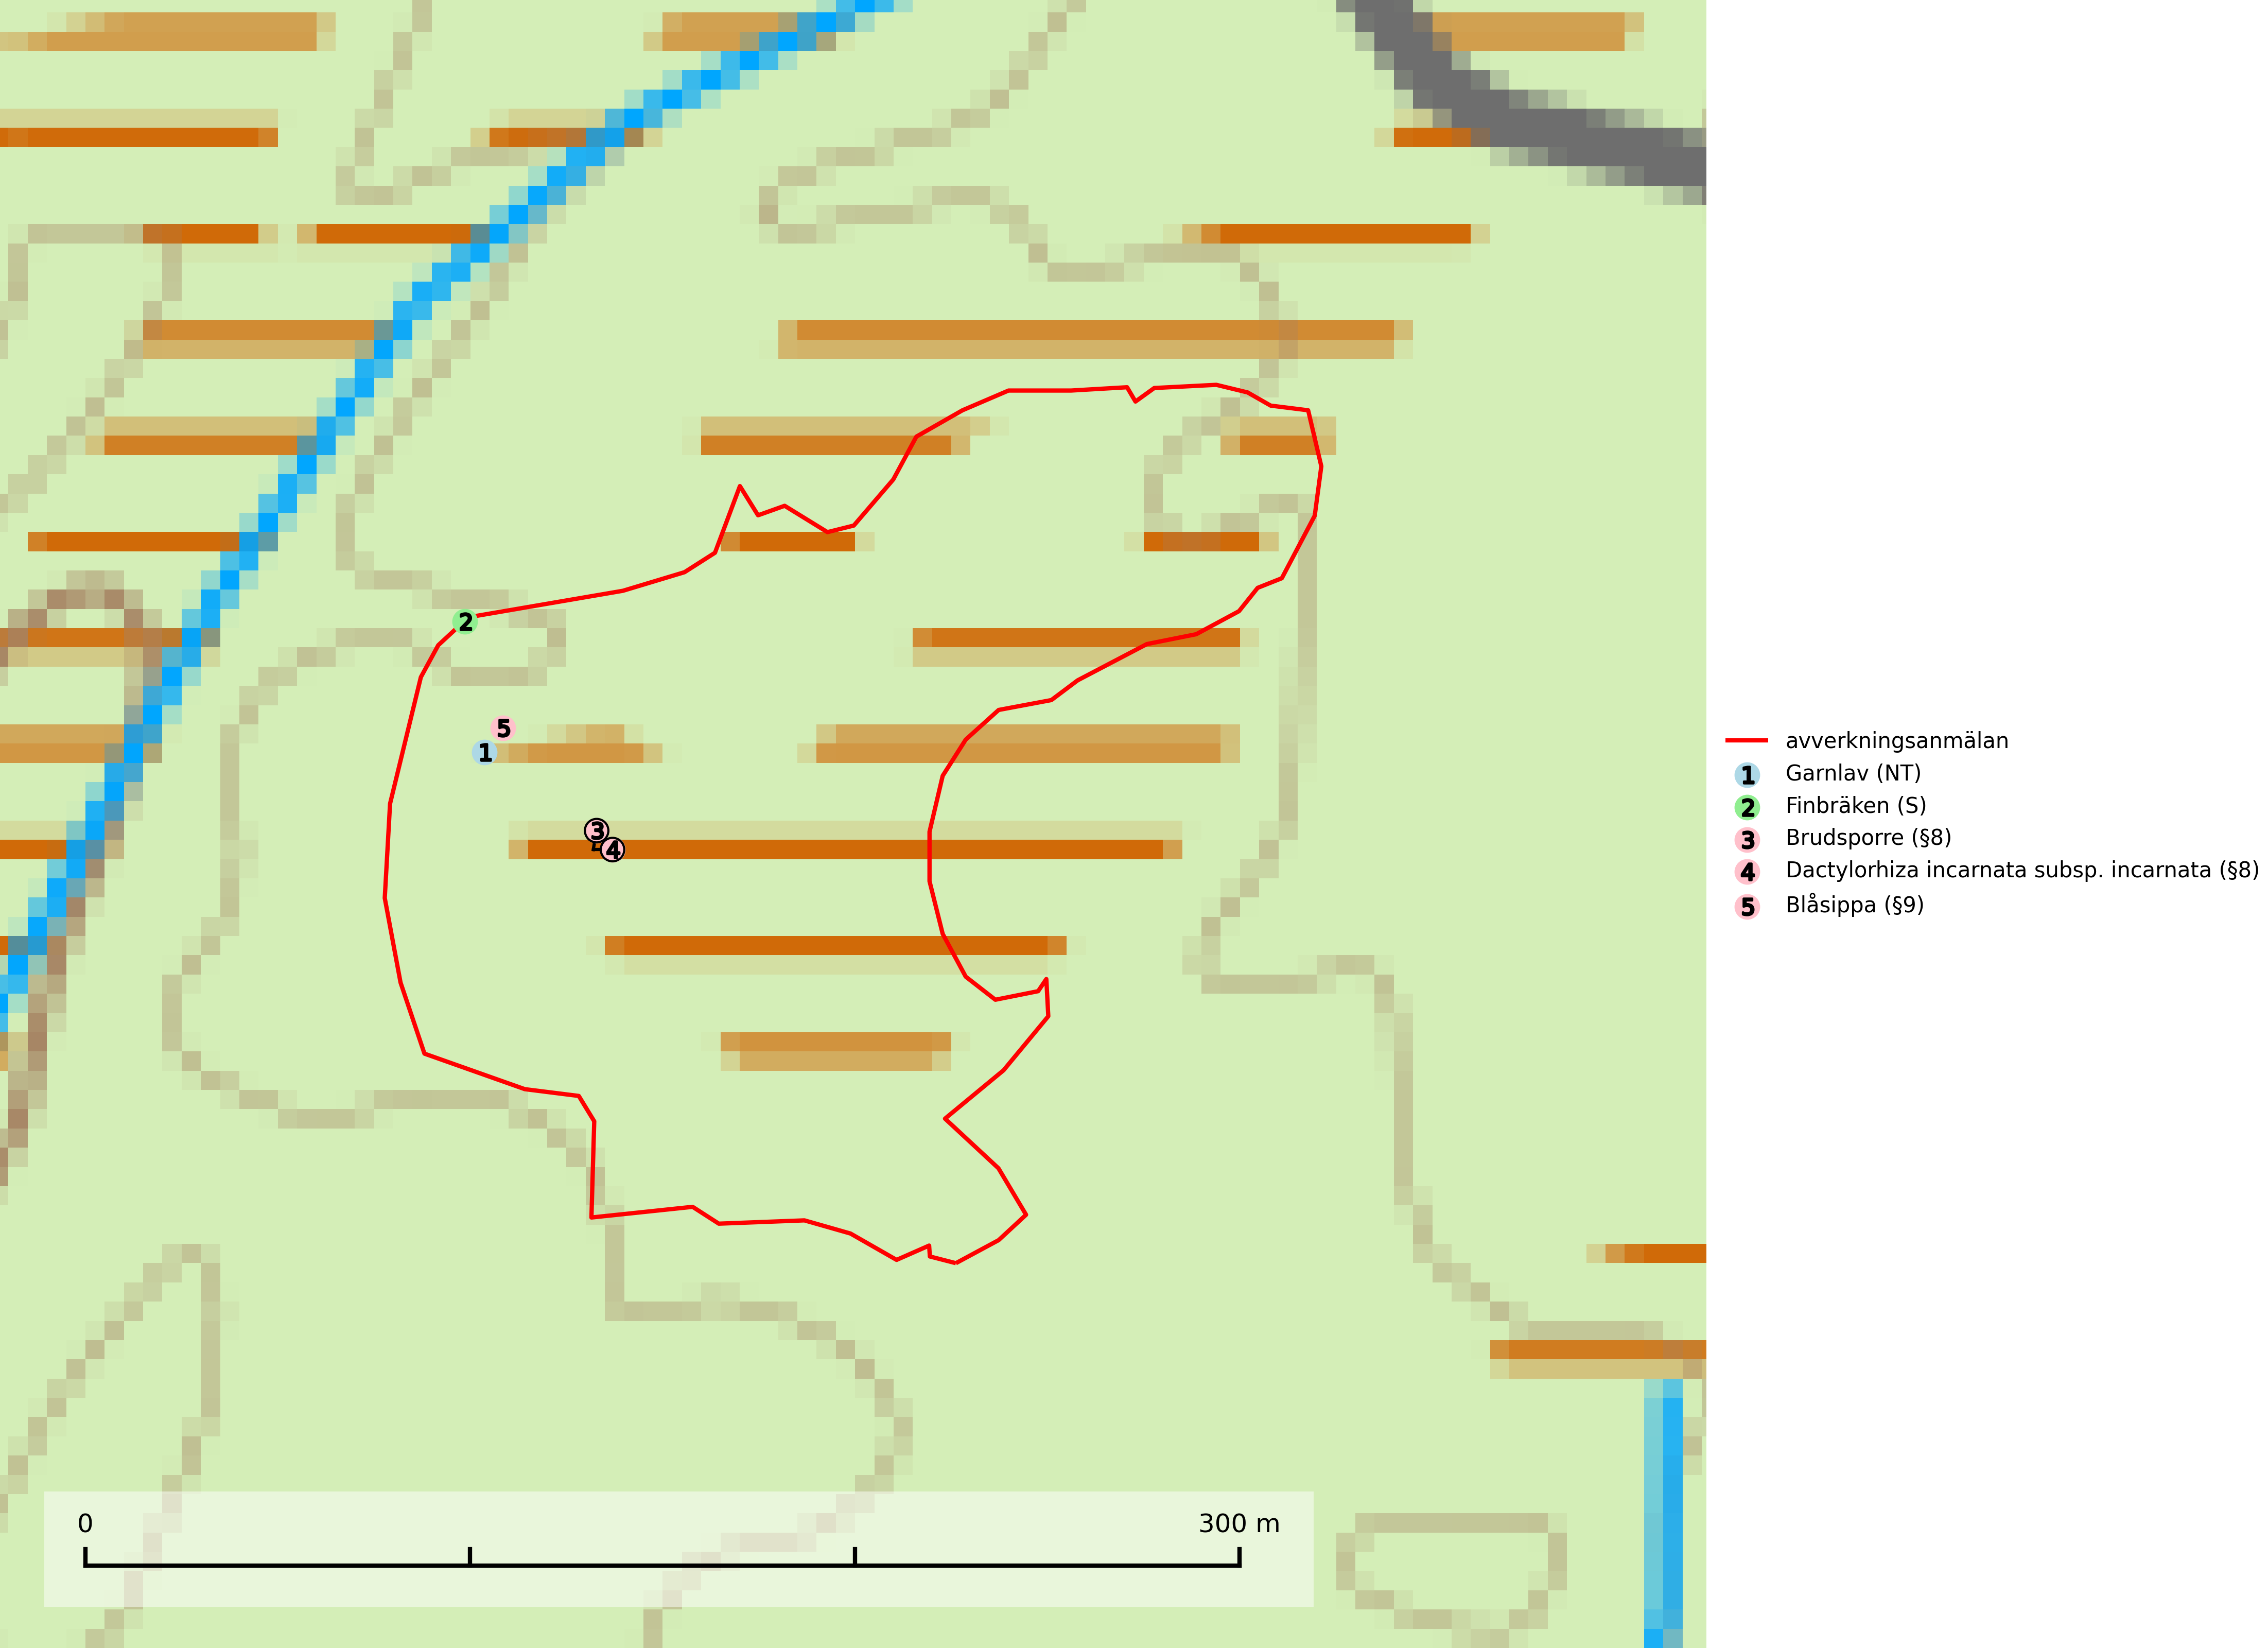 2
5
1
3
4
0
300 m
avverkningsanmälan
1 Garnlav (NT)
2 Finbräken (S)
3 Brudsporre (§8)
4 Dactylorhiza incarnata subsp. incarnata (§8)
5 Blåsippa (§9)